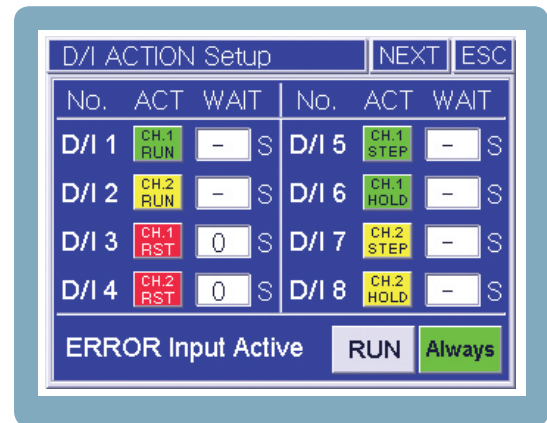 D/I ACTION Setup NEXT ESC
No. ACT WAIT No. ACT WAIT
D/I 1 CH.1 RUN - S D/I 5 CH.1 STEP - S
D/I 2 CH.2 RUN - S D/I 6 CH.1 HOLD - S
D/I 3 CH.1 RST 0 S D/I 7 CH.2 STEP - S
D/I 4 CH.2 RST 0 S D/I 8 CH.2 HOLD - S
ERROR Input Active RUN Always